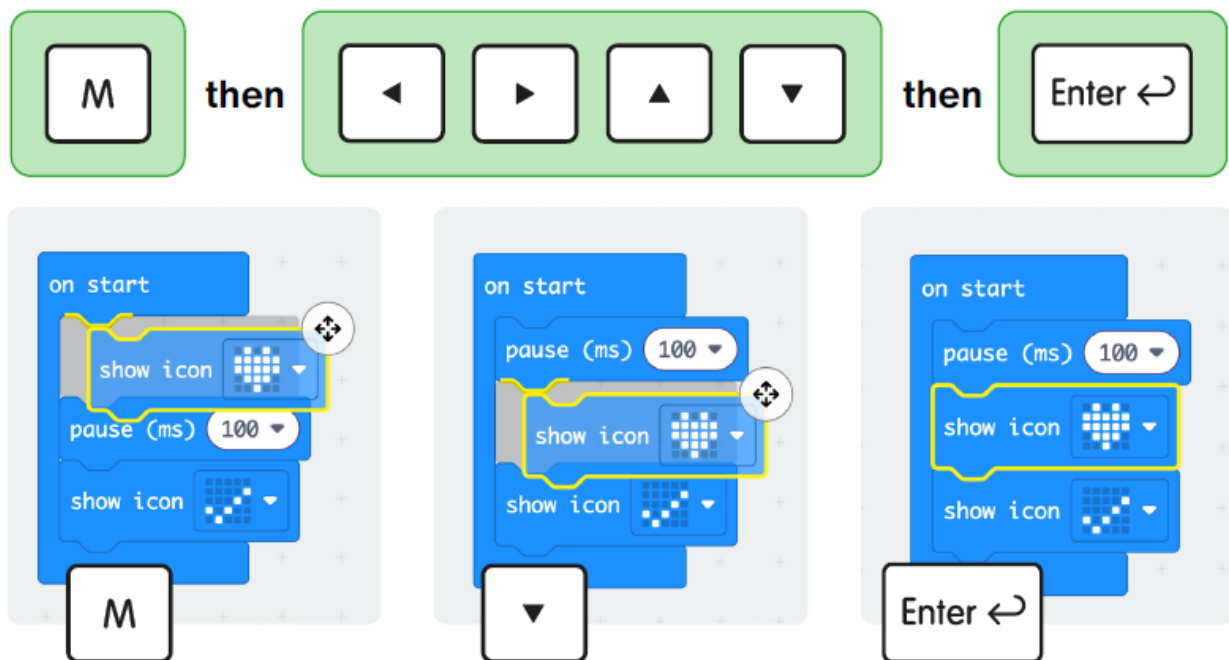 M then ◄ ► ▲ ▼ then Enter ↵
on start
show icon
pause (ms) 100
show icon
M
on start
pause (ms) 100
show icon
show icon
▼
on start
pause (ms) 100
show icon
show icon
Enter ↵